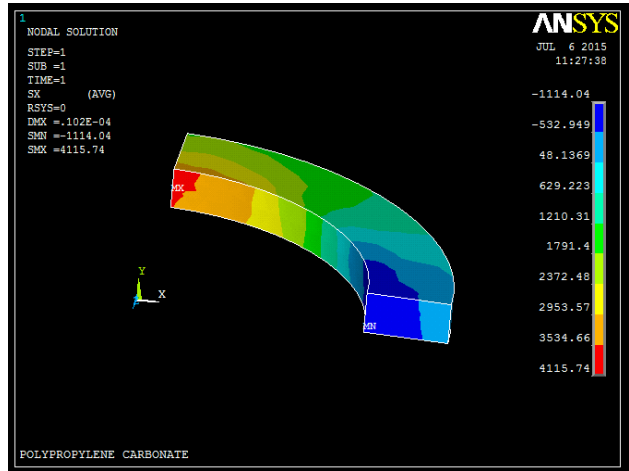 1
NODAL SOLUTION
STEP=1
SUB =1
TIME=1
SX (AVG)
RSYS=0
DMX =.102E-04
SMN =-1114.04
SMX =4115.74
ANSYS
JUL 6 2015
11:27:38
-1114.04
-532.949
48.1369
629.223
1210.31
1791.4
2372.48
2953.57
3534.66
4115.74
MX
MN
Y
X
POLYPROPYLENE CARBONATE